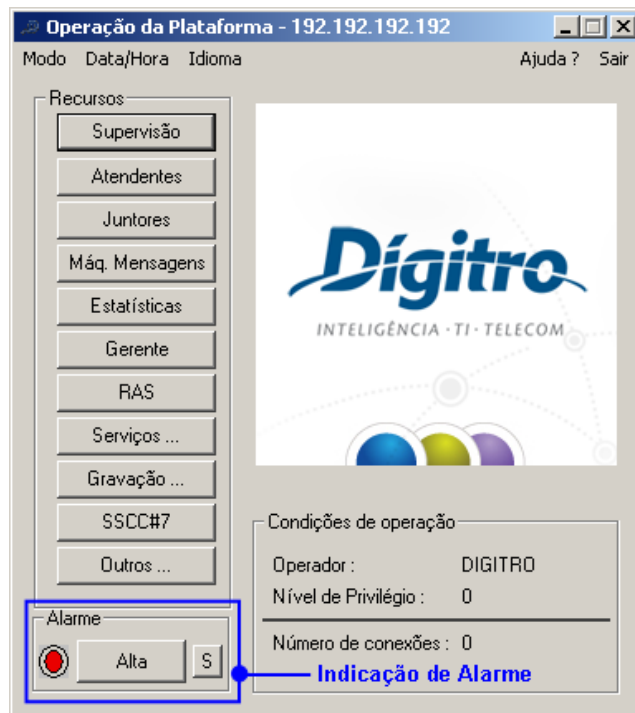 Operação da Plataforma - 192.192.192.192
Modo Data/Hora Idioma Ajuda ? Sair
Recursos
Supervisão
Atendentes
Juntores
Máq. Mensagens
Estatísticas
Gerente
RAS
Serviços ...
Gravação ...
SSCC#7
Outros ...
Dígitro
INTELIGÊNCIA · TI · TELECOM
Condições de operação
Operador : DIGITRO
Nível de Privilégio : 0
Número de conexões : 0
Alarme
Alta S
Indicação de Alarme